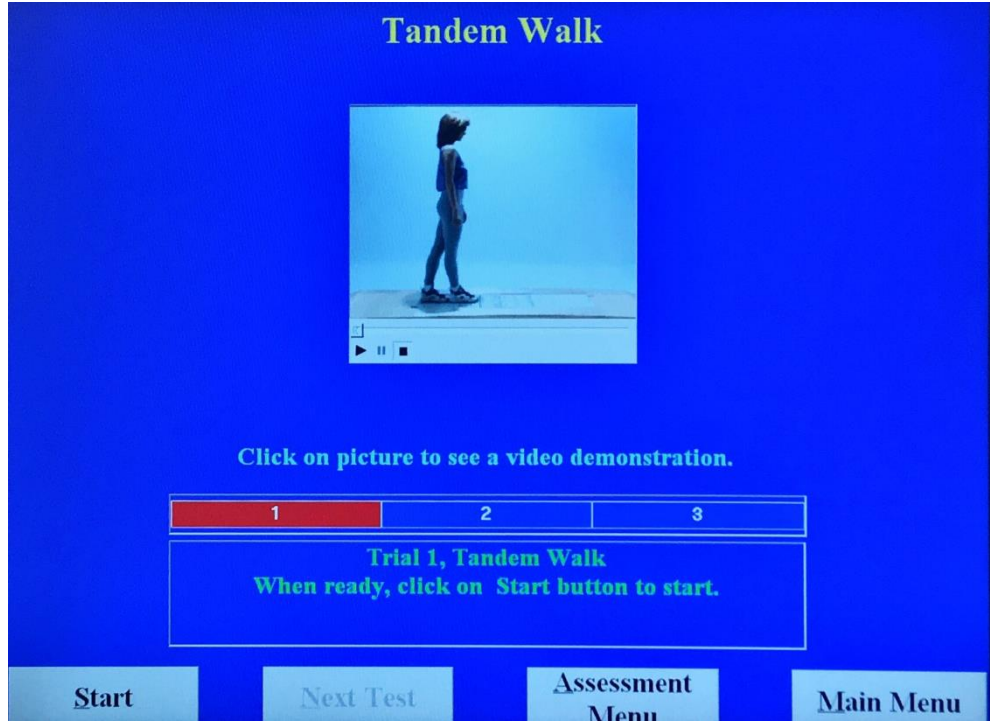 Tandem Walk
Click on picture to see a video demonstration.
1 2 3
Trial 1, Tandem Walk
When ready, click on Start button to start.
Start
Next Test
Assessment
Menu
Main Menu